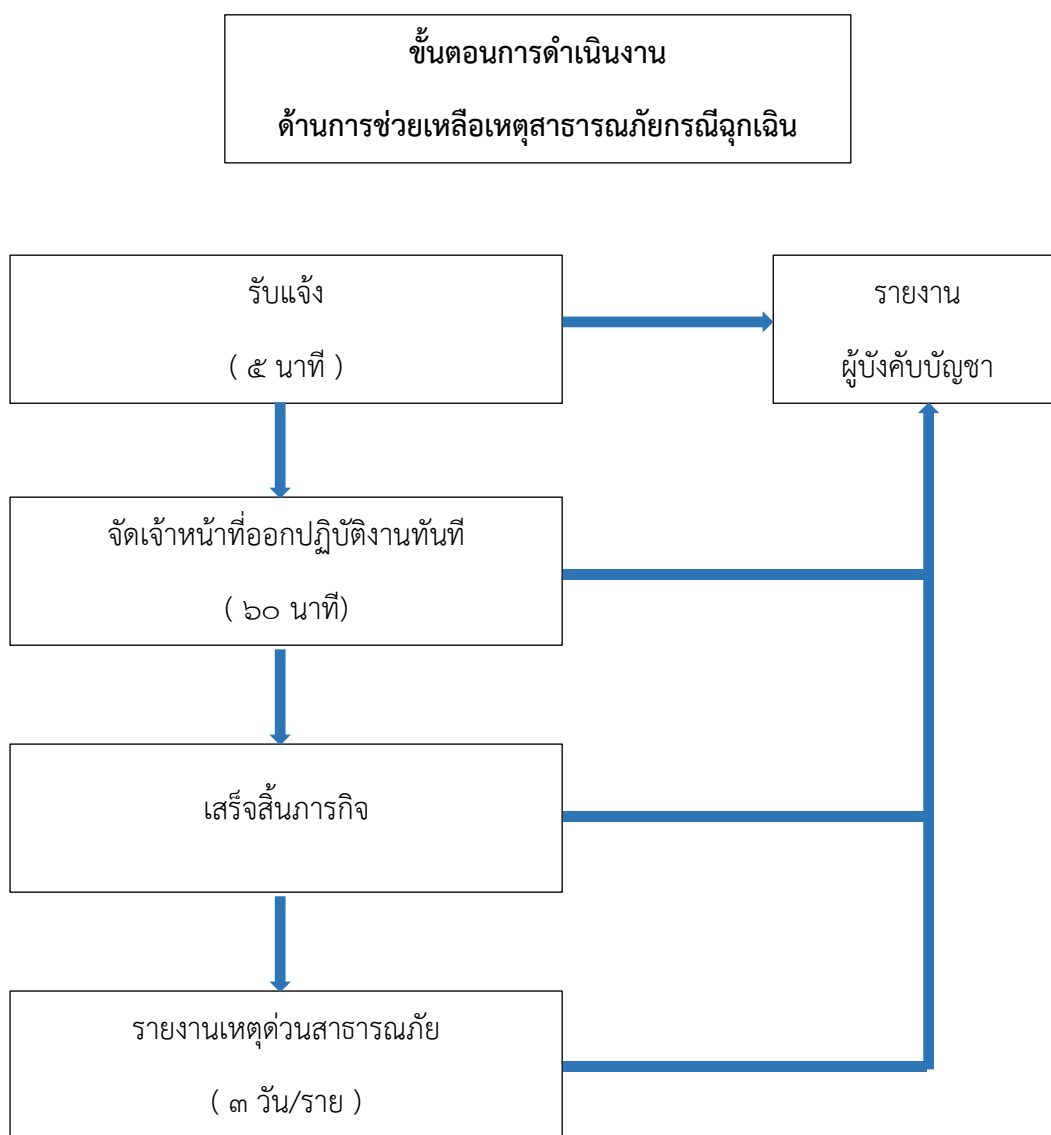 ขั้นตอนการดำเนินงาน
ด้านการช่วยเหลือเหตุสาธารณภัยกรณีฉุกเฉิน
รับแจ้ง
( ๕ นาที )
รายงาน
ผู้บังคับบัญชา
จัดเจ้าหน้าที่ออกปฏิบัติงานทันที
( ๖๐ นาที)
เสร็จสิ้นภารกิจ
รายงานเหตุด่วนสาธารณภัย
( ๓ วัน/ราย )